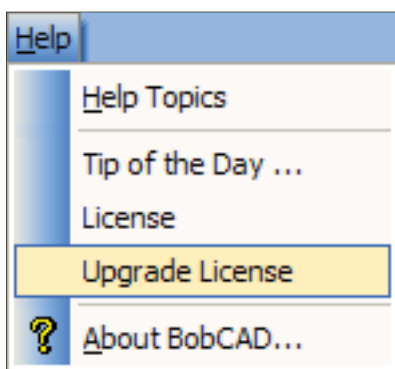 Help
Help Topics
Tip of the Day ...
License
Upgrade License
About BobCAD...